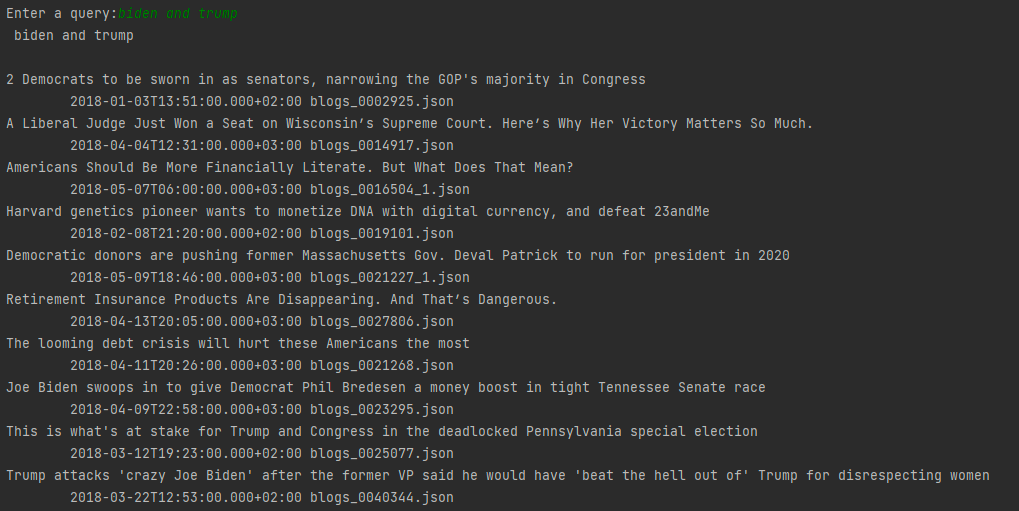 Enter a query:biden and trump
biden and trump
2 Democrats to be sworn in as senators, narrowing the GOP's majority in Congress
2018-01-03T13:51:00.000+02:00 blogs_0002925.json
A Liberal Judge Just Won a Seat on Wisconsin’s Supreme Court. Here’s Why Her Victory Matters So Much.
2018-04-04T12:31:00.000+03:00 blogs_0014917.json
Americans Should Be More Financially Literate. But What Does That Mean?
2018-05-07T06:00:00.000+03:00 blogs_0016504_1.json
Harvard genetics pioneer wants to monetize DNA with digital currency, and defeat 23andMe
2018-02-08T21:20:00.000+02:00 blogs_0019101.json
Democratic donors are pushing former Massachusetts Gov. Deval Patrick to run for president in 2020
2018-05-09T18:46:00.000+03:00 blogs_0021227_1.json
Retirement Insurance Products Are Disappearing. And That’s Dangerous.
2018-04-13T20:05:00.000+03:00 blogs_0027806.json
The looming debt crisis will hurt these Americans the most
2018-04-11T20:26:00.000+03:00 blogs_0021268.json
Joe Biden swoops in to give Democrat Phil Bredesen a money boost in tight Tennessee Senate race
2018-04-09T22:58:00.000+03:00 blogs_0023295.json
This is what's at stake for Trump and Congress in the deadlocked Pennsylvania special election
2018-03-12T19:23:00.000+02:00 blogs_0025077.json
Trump attacks 'crazy Joe Biden' after the former VP said he would have 'beat the hell out of' Trump for disrespecting women
2018-03-22T12:53:00.000+02:00 blogs_0040344.json